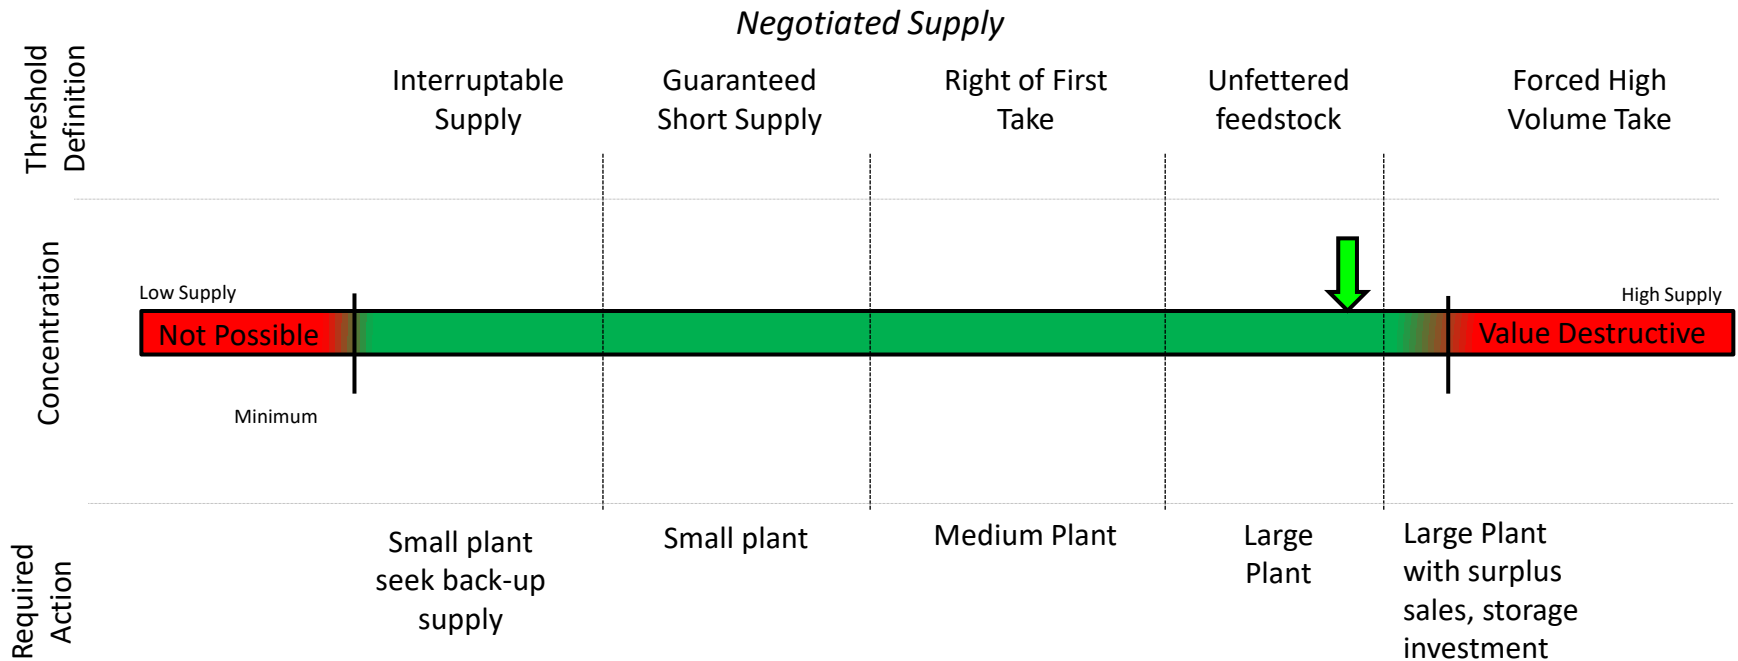 Negotiated Supply
Threshold
Definition
Interruptable
Supply
Guaranteed
Short Supply
Right of First
Take
Unfettered
feedstock
Forced High
Volume Take
Concentration
Low Supply
High Supply
Not Possible
Value Destructive
Minimum
Required
Action
Small plant
seek back-up
supply
Small plant
Medium Plant
Large
Plant
Large Plant
with surplus
sales, storage
investment